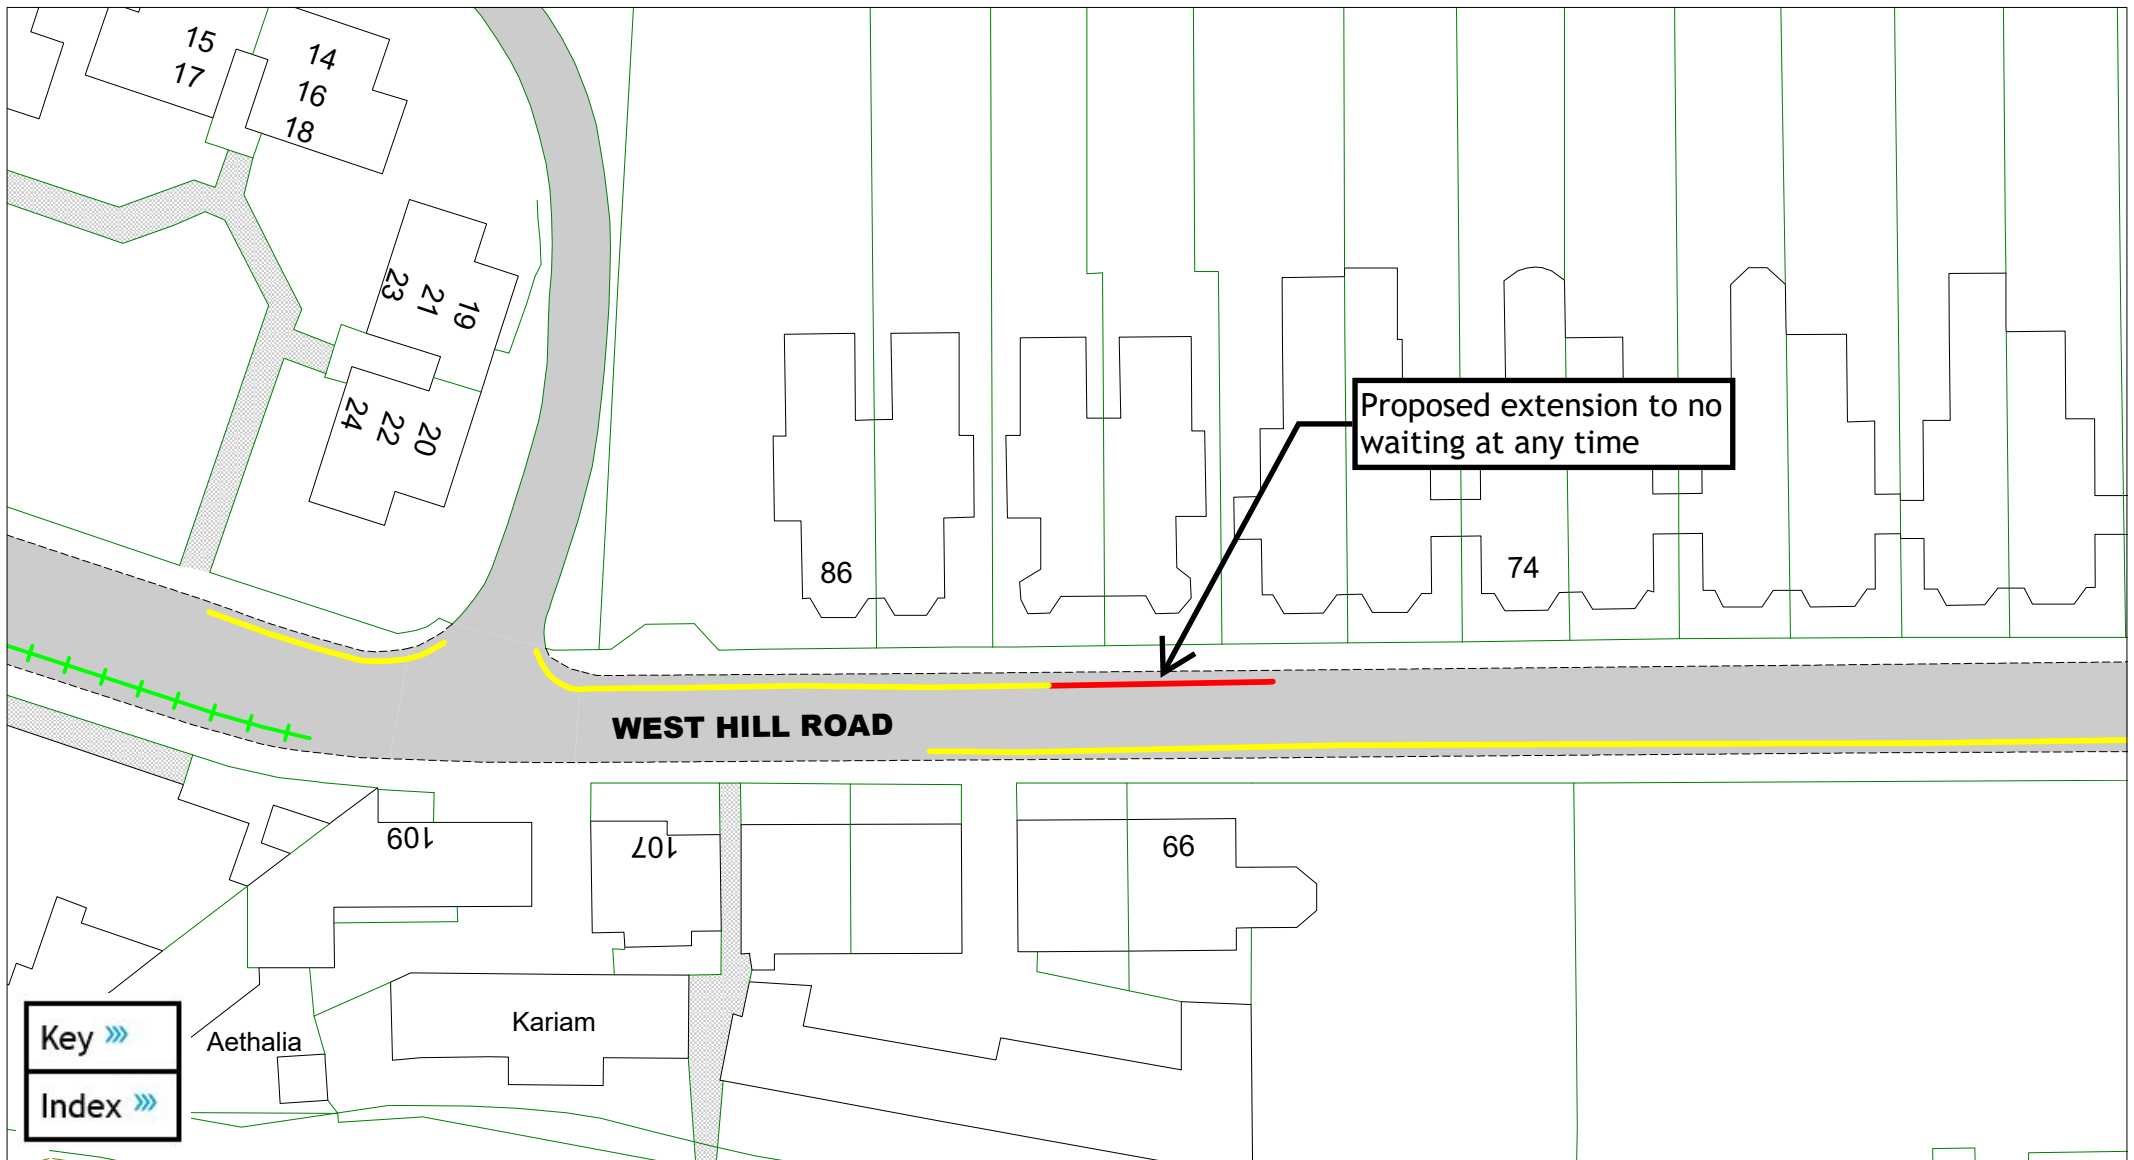 15
17
14
16
18
23
21
19
24
22
20
Proposed extension to no
waiting at any time
86
74
WEST HILL ROAD
109
107
99
Kariam
Aethalia
Key »»
Index »»